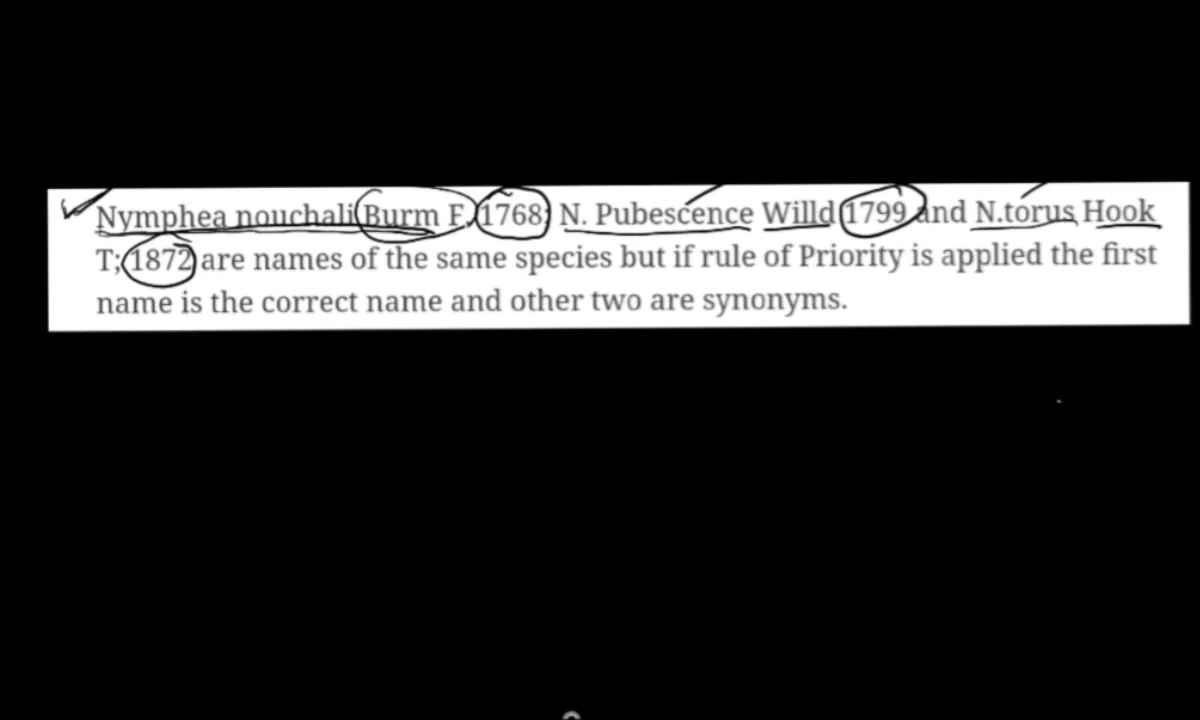 Nymphea nouchali Burm F, 1768; N. Pubescence Willd 1799 and N.torus Hook
T; 1872 are names of the same species but if rule of Priority is applied the first
name is the correct name and other two are synonyms.